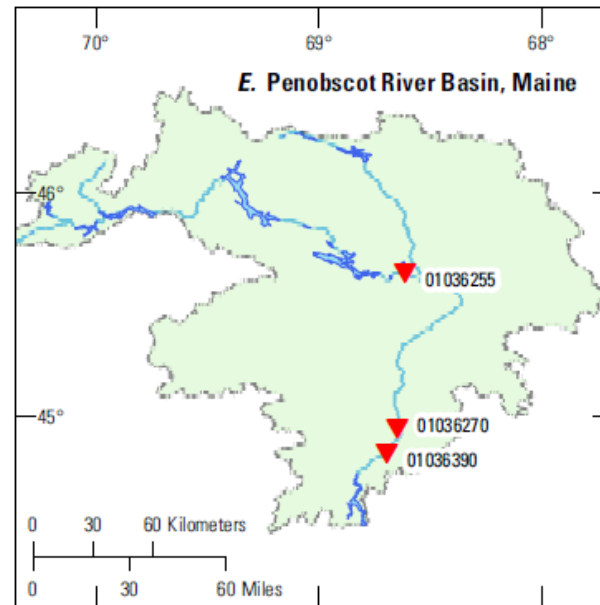 70° 69° 68°
E. Penobscot River Basin, Maine
46°
01036255
45°
01036270
01036390
0 30 60 Kilometers
0 30 60 Miles